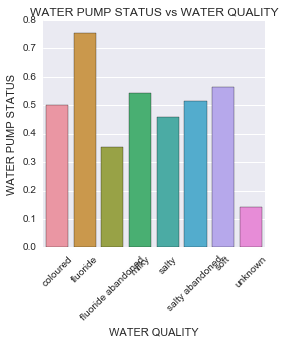 WATER PUMP STATUS vs WATER QUALITY
WATER PUMP STATUS
0.8
0.7
0.6
0.5
0.4
0.3
0.2
0.1
0.0
coloured
fluoride
fluoride abandoned
milky
salty
salty abandoned
soft
unknown
WATER QUALITY